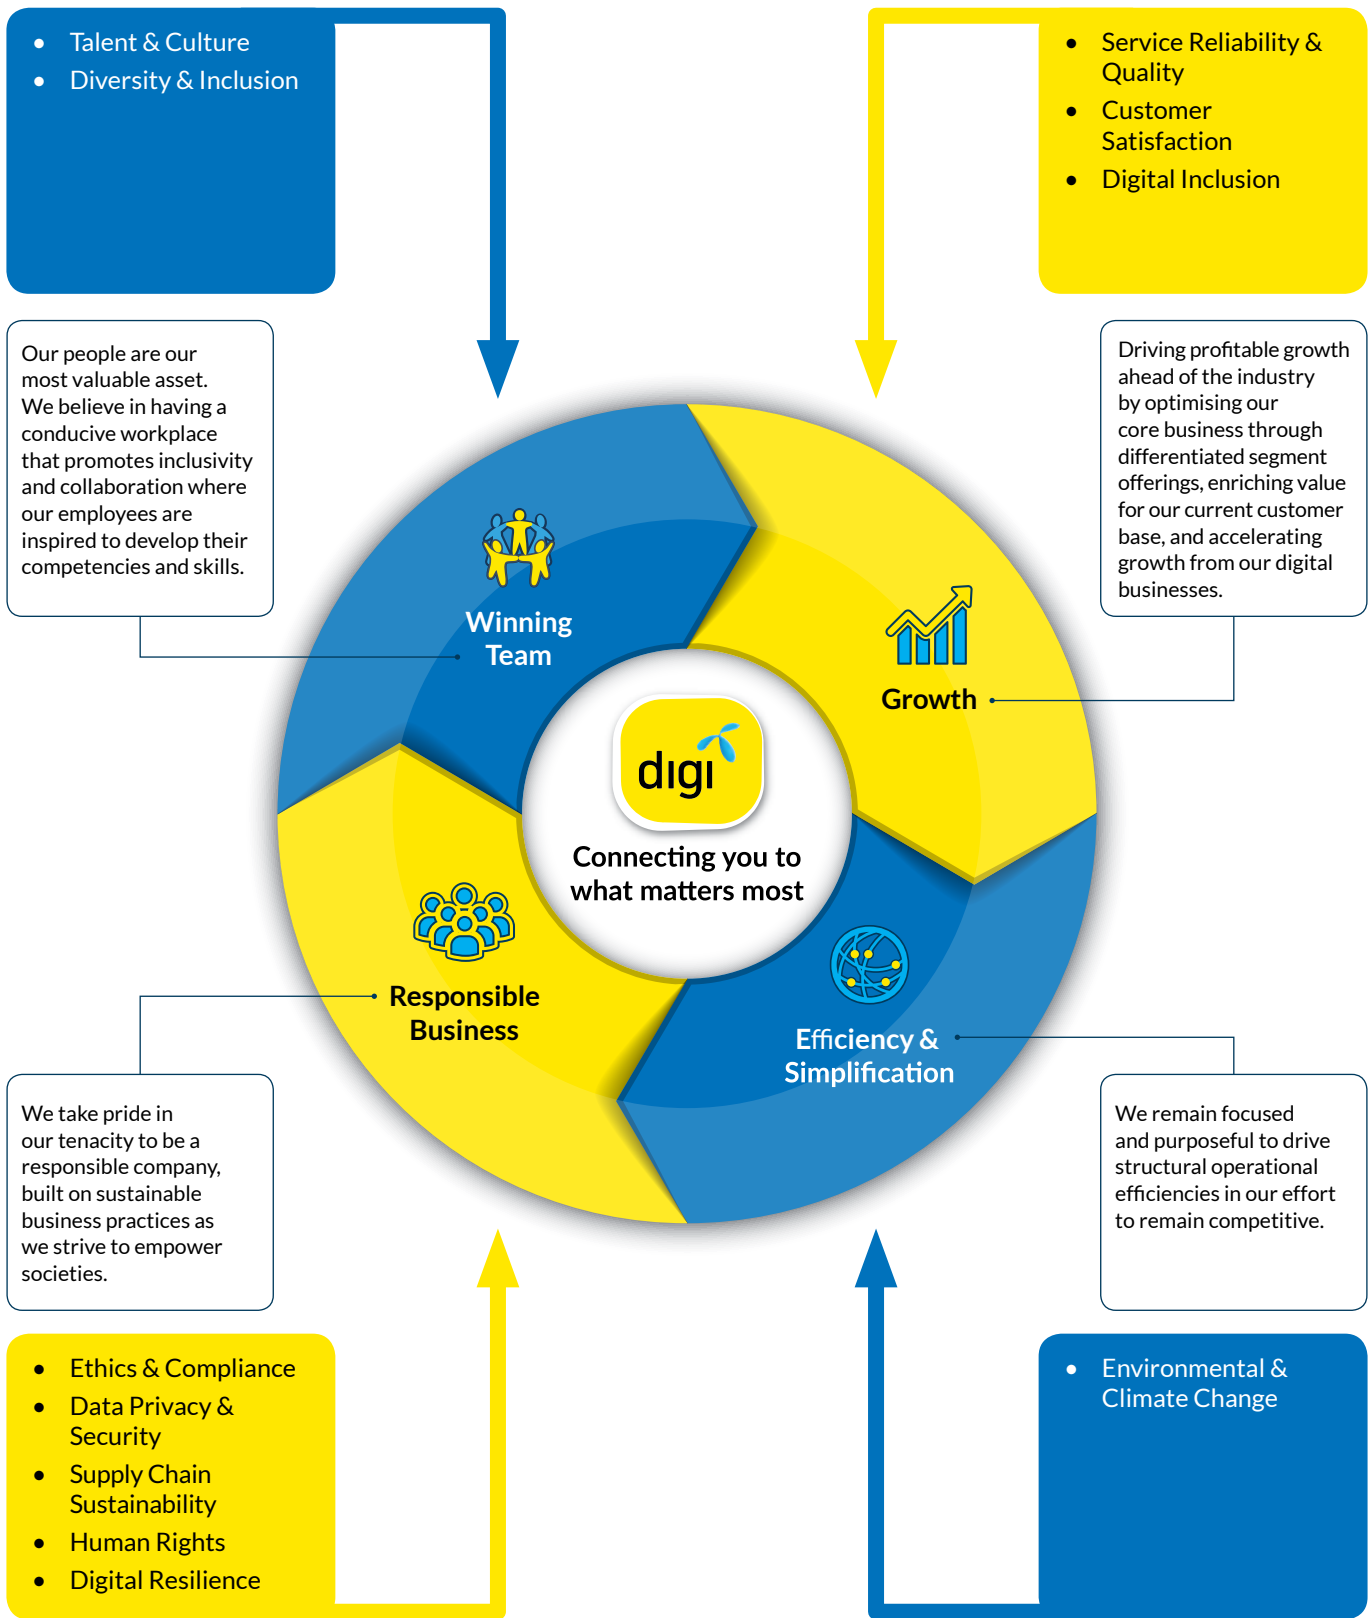 • Talent & Culture
• Diversity & Inclusion
• Service Reliability &
Quality
• Customer
Satisfaction
• Digital Inclusion
Our people are our
most valuable asset.
We believe in having a
conducive workplace
that promotes inclusivity
and collaboration where
our employees are
inspired to develop their
competencies and skills.
Driving profitable growth
ahead of the industry
by optimising our
core business through
differentiated segment
offerings, enriching value
for our current customer
base, and accelerating
growth from our digital
businesses.
Winning
Team
Growth
digi
Connecting you to
what matters most
Responsible
Business
Efficiency &
Simplification
We take pride in
our tenacity to be a
responsible company,
built on sustainable
business practices as
we strive to empower
societies.
We remain focused
and purposeful to drive
structural operational
efficiencies in our effort
to remain competitive.
• Ethics & Compliance
• Data Privacy &
Security
• Supply Chain
Sustainability
• Human Rights
• Digital Resilience
• Environmental &
Climate Change